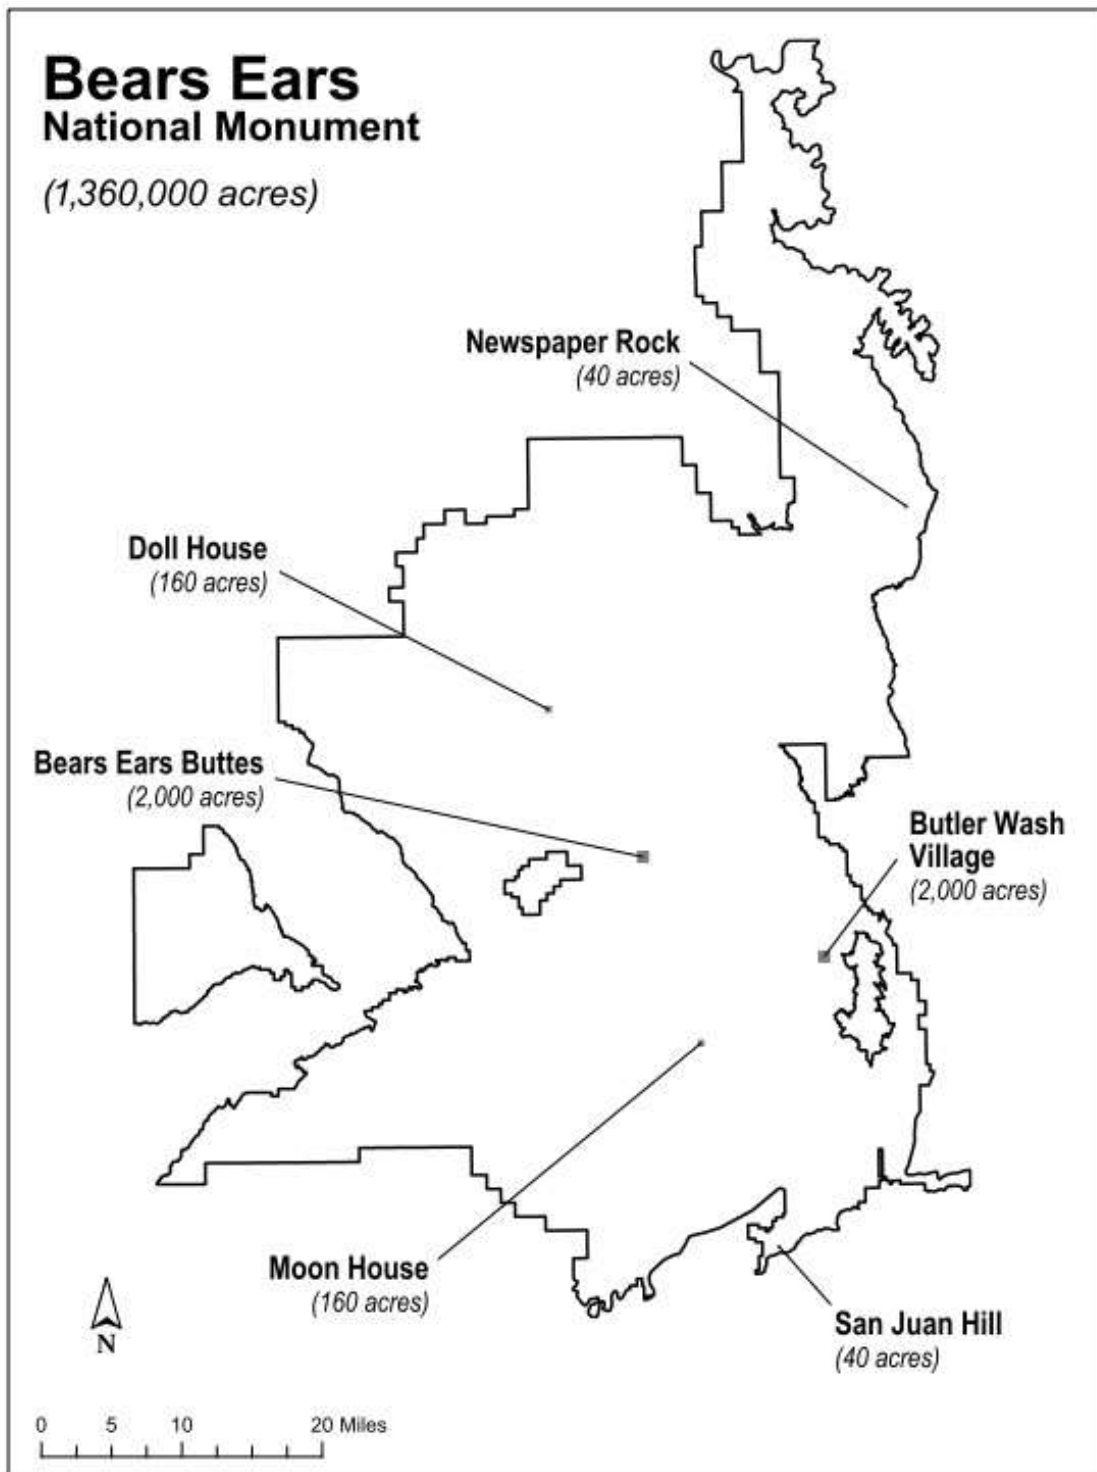 Bears Ears
National Monument
(1,360,000 acres)
Newspaper Rock
(40 acres)
Doll House
(160 acres)
Bears Ears Buttes
(2,000 acres)
Butler Wash
Village
(2,000 acres)
Moon House
(160 acres)
San Juan Hill
(40 acres)
N
0 5 10 20 Miles